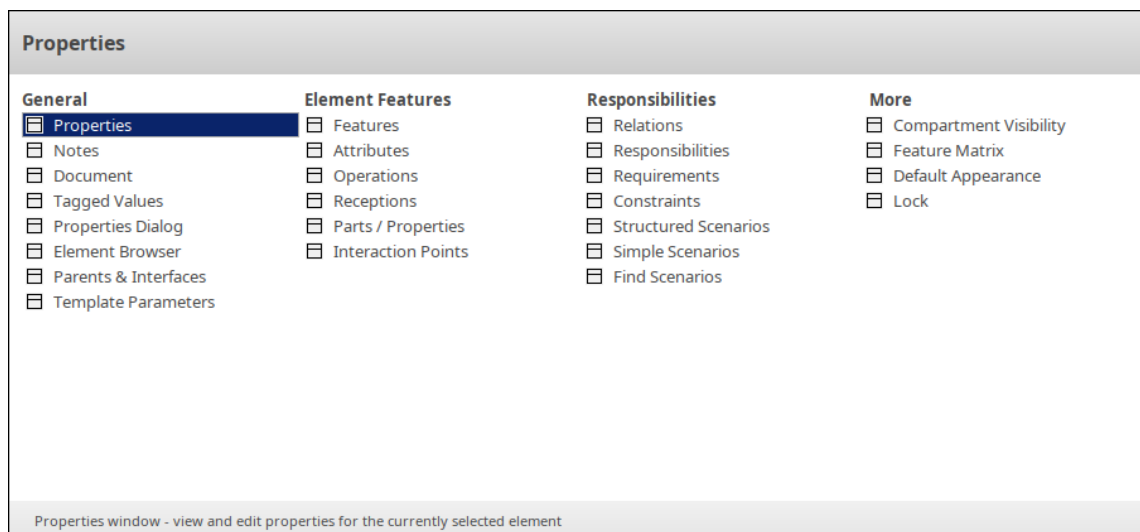 Properties
General
Properties
Notes
Document
Tagged Values
Properties Dialog
Element Browser
Parents & Interfaces
Template Parameters
Element Features
Features
Attributes
Operations
Receptions
Parts / Properties
Interaction Points
Responsibilities
Relations
Responsibilities
Requirements
Constraints
Structured Scenarios
Simple Scenarios
Find Scenarios
More
Compartment Visibility
Feature Matrix
Default Appearance
Lock
Properties window - view and edit properties for the currently selected element